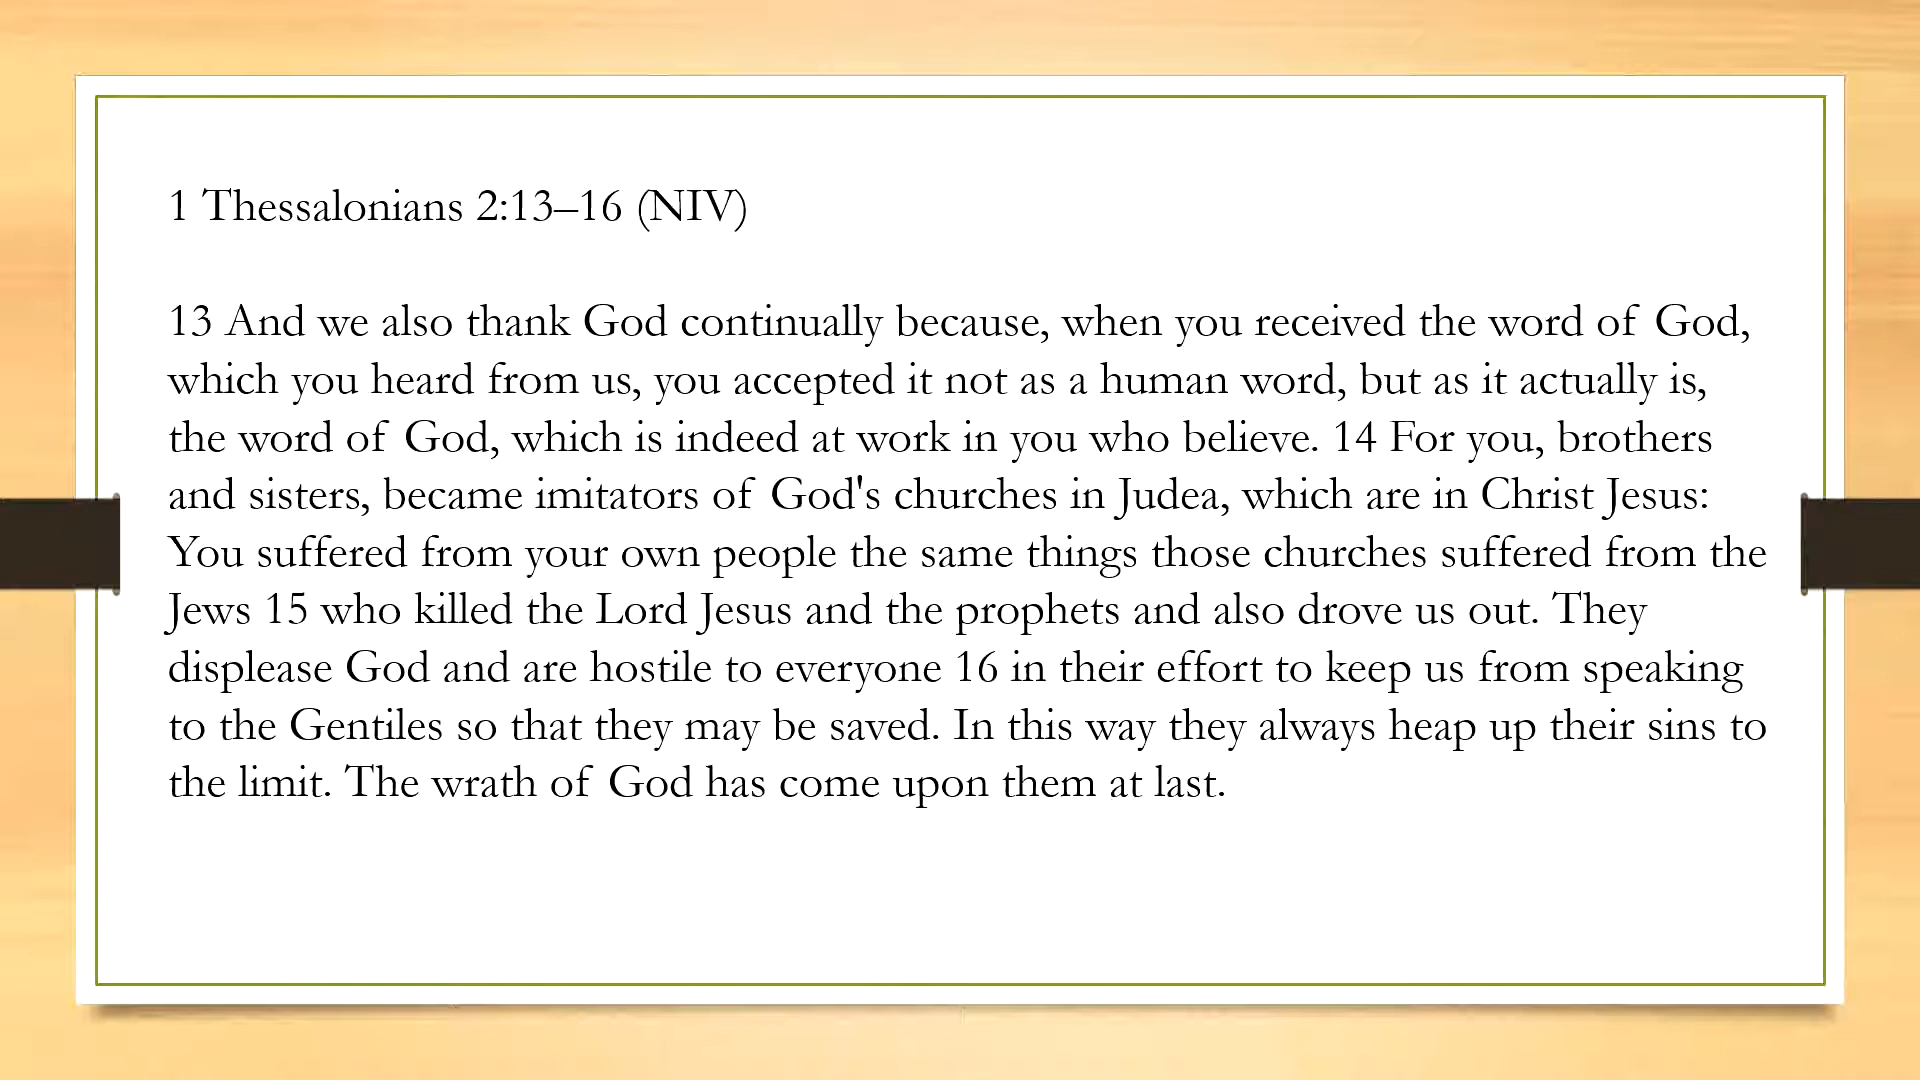 1 Thessalonians 2:13–16 (NIV)
13 And we also thank God continually because, when you received the word of God,
which you heard from us, you accepted it not as a human word, but as it actually is,
the word of God, which is indeed at work in you who believe. 14 For you, brothers
and sisters, became imitators of God's churches in Judea, which are in Christ Jesus:
You suffered from your own people the same things those churches suffered from the
Jews 15 who killed the Lord Jesus and the prophets and also drove us out. They
displease God and are hostile to everyone 16 in their effort to keep us from speaking
to the Gentiles so that they may be saved. In this way they always heap up their sins to
the limit. The wrath of God has come upon them at last.